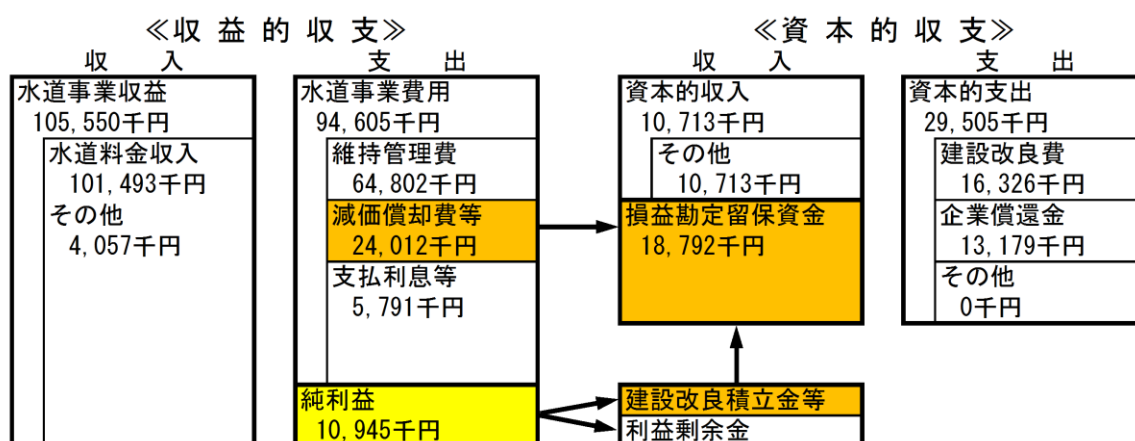 ≪収 益 的 収 支≫
収　　入
水道事業収益
105,550千円
水道料金収入
101,493千円
その他
4,057千円
支　　出
水道事業費用
94,605千円
維持管理費
64,802千円
減価償却費等
24,012千円
支払利息等
5,791千円
純利益
10,945千円
≪資 本 的 収 支≫
収　　入
資本的収入
10,713千円
その他
10,713千円
損益勘定留保資金
18,792千円
建設改良積立金等
利益剰余金
支　　出
資本的支出
29,505千円
建設改良費
16,326千円
企業償還金
13,179千円
その他
0千円